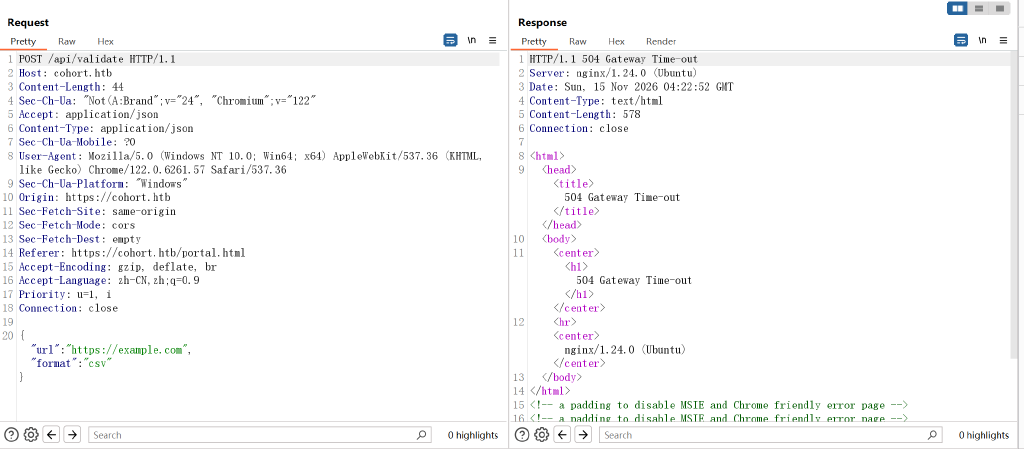 Request
Pretty Raw Hex
\n
1 POST /api/validate HTTP/1.1
2 Host: cohort.htb
3 Content-Length: 44
4 Sec-Ch-Ua: "Not(A:Brand";v="24", "Chromium";v="122"
5 Accept: application/json
6 Content-Type: application/json
7 Sec-Ch-Ua-Mobile: ?0
8 User-Agent: Mozilla/5.0 (Windows NT 10.0; Win64; x64) AppleWebKit/537.36 (KHTML,
like Gecko) Chrome/122.0.6261.57 Safari/537.36
9 Sec-Ch-Ua-Platform: "Windows"
10 Origin: https://cohort.htb
11 Sec-Fetch-Site: same-origin
12 Sec-Fetch-Mode: cors
13 Sec-Fetch-Dest: empty
14 Referer: https://cohort.htb/portal.html
15 Accept-Encoding: gzip, deflate, br
16 Accept-Language: zh-CN,zh;q=0.9
17 Priority: u=1, i
18 Connection: close
19
20 {
"url":"https://example.com",
"format":"csv"
}
Search
0 highlights
Response
Pretty Raw Hex Render
\n
1 HTTP/1.1 504 Gateway Time-out
2 Server: nginx/1.24.0 (Ubuntu)
3 Date: Sun, 15 Nov 2026 04:22:52 GMT
4 Content-Type: text/html
5 Content-Length: 578
6 Connection: close
7
8 <html>
9 <head>
<title>
504 Gateway Time-out
</title>
</head>
10 <body>
11 <center>
<h1>
504 Gateway Time-out
</h1>
</center>
12 <hr>
<center>
nginx/1.24.0 (Ubuntu)
</center>
13 </body>
14 </html>
15 <!-- a padding to disable MSIE and Chrome friendly error page -->
16 <!-- a padding to disable MSIE and Chrome friendly error page -->
Search
0 highlights